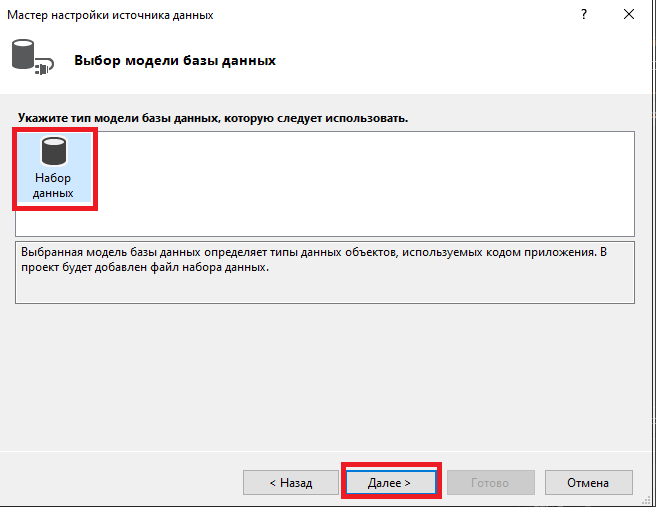 Мастер настройки источника данных
?
Выбор модели базы данных
Укажите тип модели базы данных, которую следует использовать.
Набор
данных
Выбранная модель базы данных определяет типы данных объектов, используемых кодом приложения. В
проект будет добавлен файл набора данных.
< Назад
Далее >
Готово
Отмена